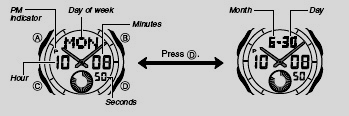 PM
indicator
Day of week
Minutes
A
B
P
MON
10 08
50
Hour
C
D
Seconds
Press D.
Month
Day
P
6-30
10 08
50